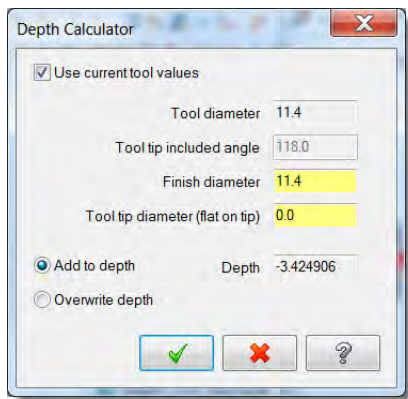 Depth Calculator
Use current tool values
Tool diameter 11.4
Tool tip included angle 118.0
Finish diameter 11.4
Tool tip diameter (flat on tip) 0.0
Add to depth Depth -3.424906
Overwrite depth
?